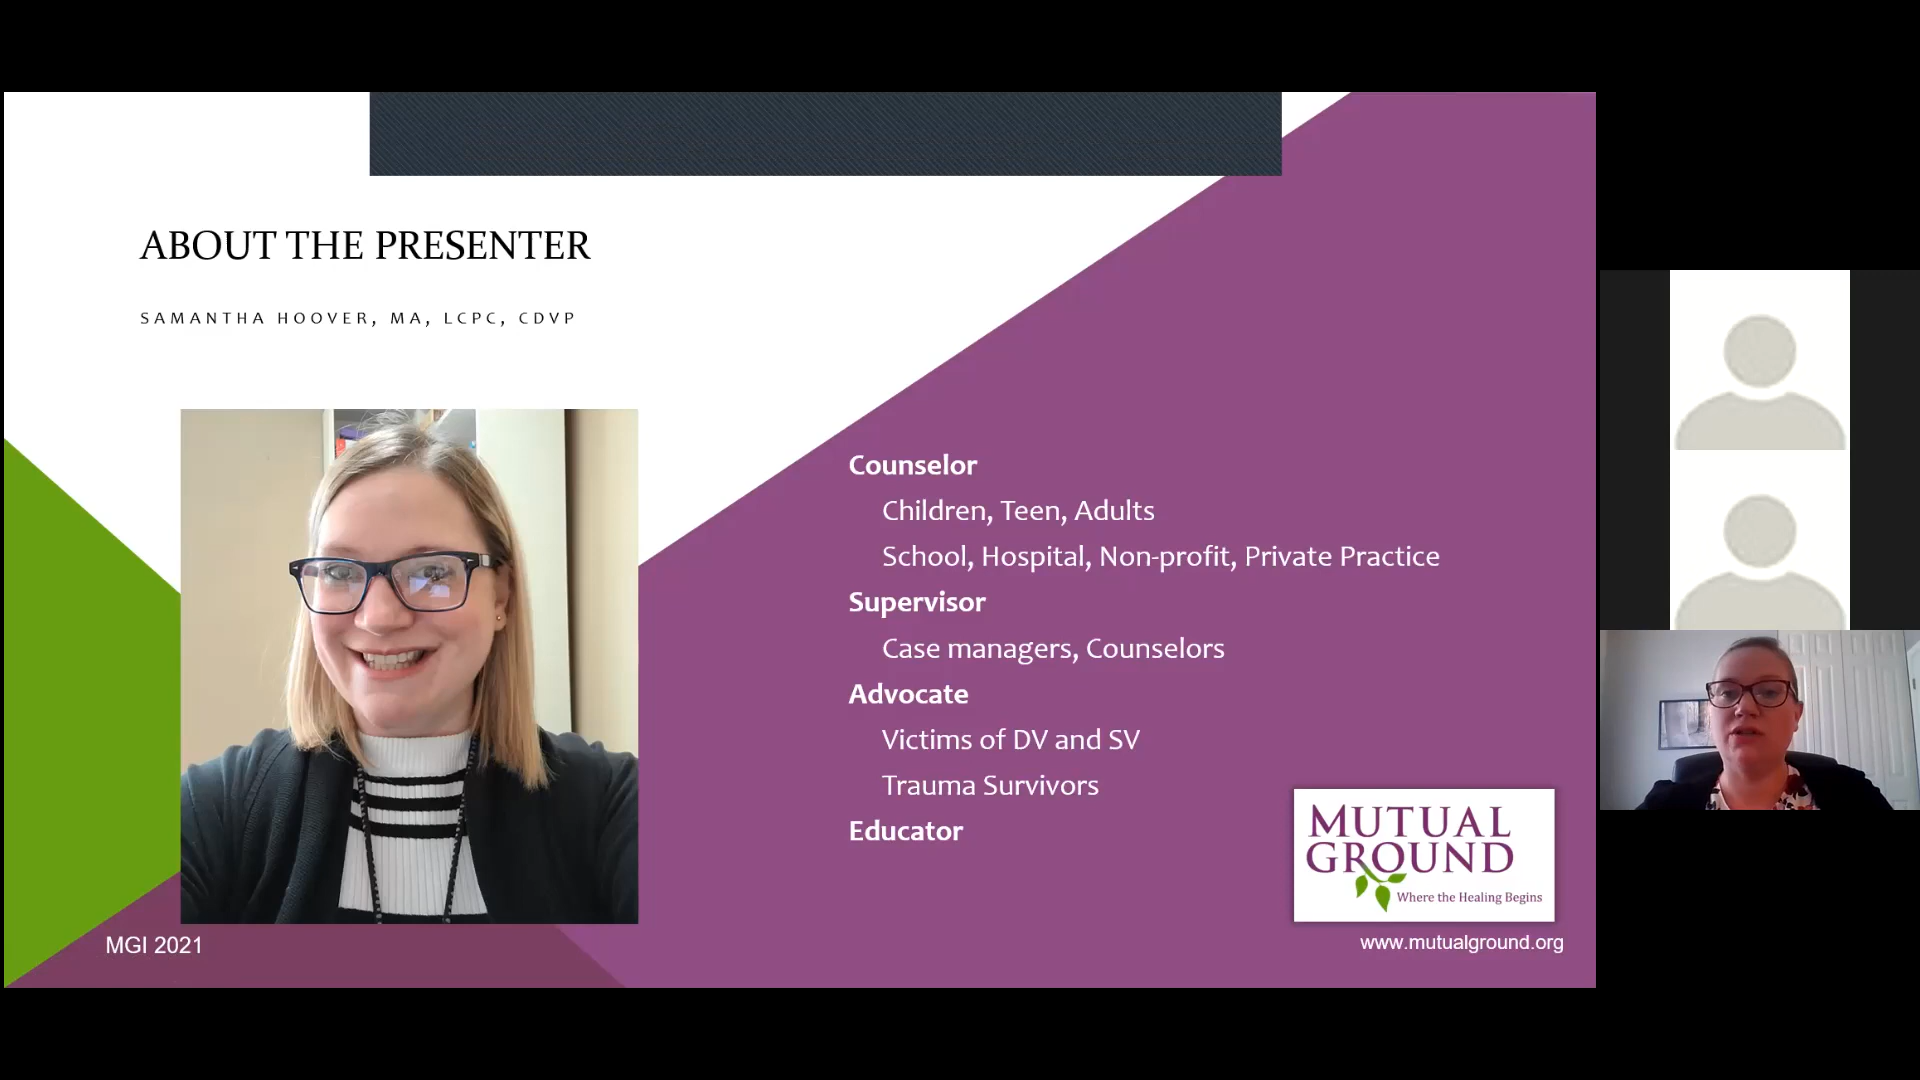 ABOUT THE PRESENTER
SAMANTHA HOOVER, MA, LCPC, CDVP
Counselor
Children, Teen, Adults
School, Hospital, Non-profit, Private Practice
Supervisor
Case managers, Counselors
Advocate
Victims of DV and SV
Trauma Survivors
Educator
MUTUAL
GROUND
Where the Healing Begins
MGI 2021
www.mutualground.org